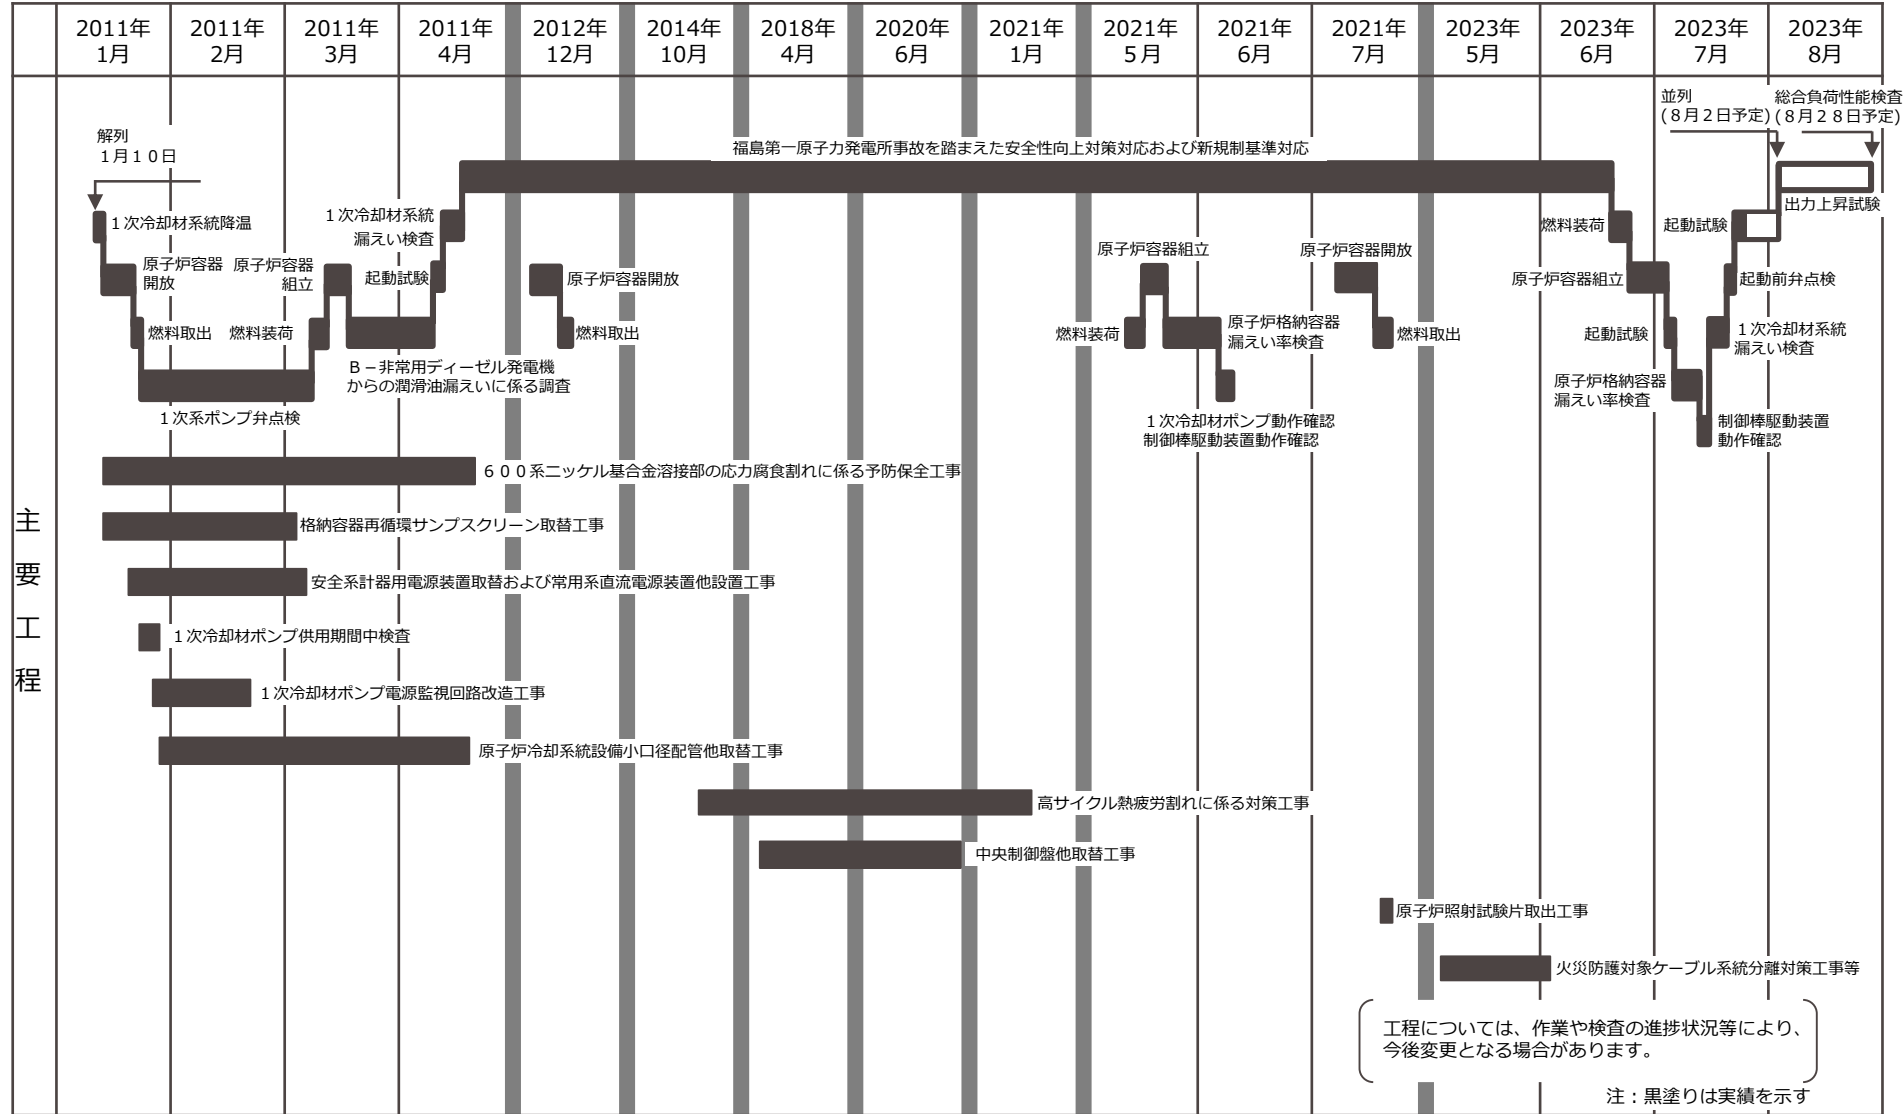 2011年
1月
2011年
2月
2011年
3月
2011年
4月
2012年
12月
2014年
10月
2018年
4月
2020年
6月
2021年
1月
2021年
5月
2021年
6月
2021年
7月
2023年
5月
2023年
6月
2023年
7月
2023年
8月
主
要
工
程
解列
1月10日
並列
(8月2日予定)
総合負荷性能検査
(8月28日予定)
福島第一原子力発電所事故を踏まえた安全性向上対策対応および新規制基準対応
出力上昇試験
1次冷却材系統降温
1次冷却材系統
漏えい検査
燃料装荷
起動試験
原子炉容器
開放
原子炉容器
組立
起動試験
原子炉容器開放
原子炉容器組立
原子炉容器開放
原子炉容器組立
起動前弁点検
燃料取出
燃料装荷
燃料取出
燃料装荷
原子炉格納容器
漏えい率検査
燃料取出
起動試験
1次冷却材系統
漏えい検査
B-非常用ディーゼル発電機
からの潤滑油漏えいに係る調査
1次系ポンプ弁点検
1次冷却材ポンプ動作確認
制御棒駆動装置動作確認
原子炉格納容器
漏えい率検査
制御棒駆動装置
動作確認
600系ニッケル基合金溶接部の応力腐食割れに係る予防保全工事
格納容器再循環サンプスクリーン取替工事
安全系計器用電源装置取替および常用系直流電源装置他設置工事
1次冷却材ポンプ供用期間中検査
1次冷却材ポンプ電源監視回路改造工事
原子炉冷却系統設備小口径配管他取替工事
高サイクル熱疲労割れに係る対策工事
中央制御盤他取替工事
原子炉照射試験片取出工事
火災防護対象ケーブル系統分離対策工事等
工程については、作業や検査の進捗状況等により、
今後変更となる場合があります。
注：黒塗りは実績を示す